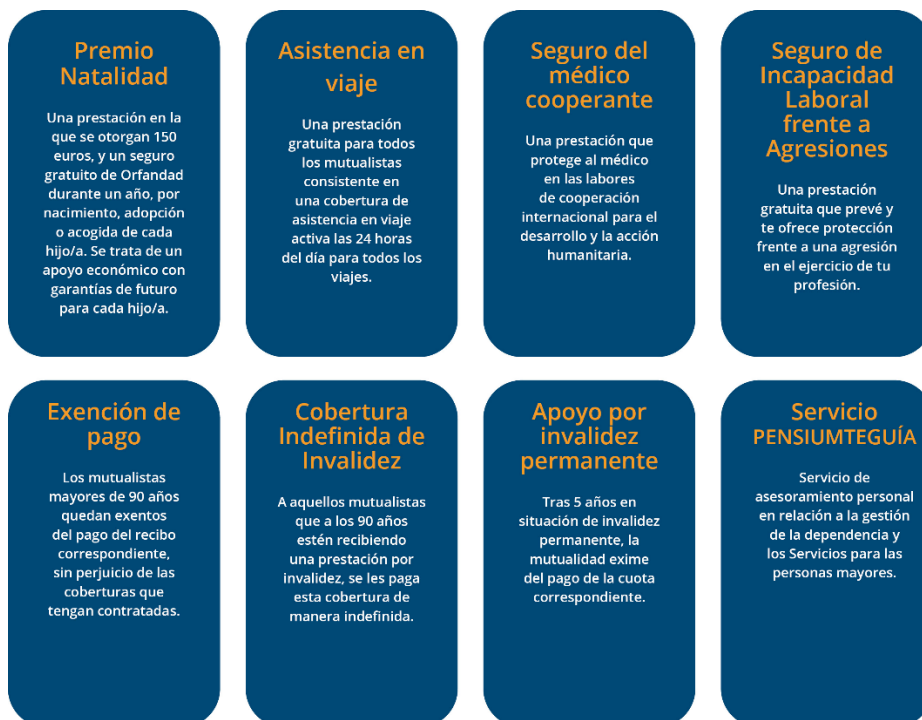 Premio
Natalidad
Una prestación en la
que se otorgan 150
euros, y un seguro
gratuito de Orfandad
durante un año, por
nacimiento, adopción
o acogida de cada
hijo/a. Se trata de un
apoyo económico con
garantías de futuro
para cada hijo/a.
Asistencia en
viaje
Una prestación
gratuita para todos
los mutualistas
consistente en
una cobertura de
asistencia en viaje
activa las 24 horas
del día para todos los
viajes.
Seguro del
médico
cooperante
Una prestación que
protege al médico
en las labores
de cooperación
internacional para el
desarrollo y la acción
humanitaria.
Seguro de
Incapacidad
Laboral
frente a
Agresiones
Una prestación
gratuita que prevé y
te ofrece protección
frente a una agresión
en el ejercicio de tu
profesión.
Exención de
pago
Los mutualistas
mayores de 90 años
quedan exentos
del pago del recibo
correspondiente,
sin perjuicio de las
coberturas que
tengan contratadas.
Cobertura
Indefinida de
Invalidez
A aquellos mutualistas
que a los 90 años
estén recibiendo
una prestación por
invalidez, se les paga
esta cobertura de
manera indefinida.
Apoyo por
invalidez
permanente
Tras 5 años en
situación de invalidez
permanente, la
mutualidad exime
del pago de la cuota
correspondiente.
Servicio
PENSIUMTEGUÍA
Servicio de
asesoramiento personal
en relación a la gestión
de la dependencia y
los Servicios para las
personas mayores.